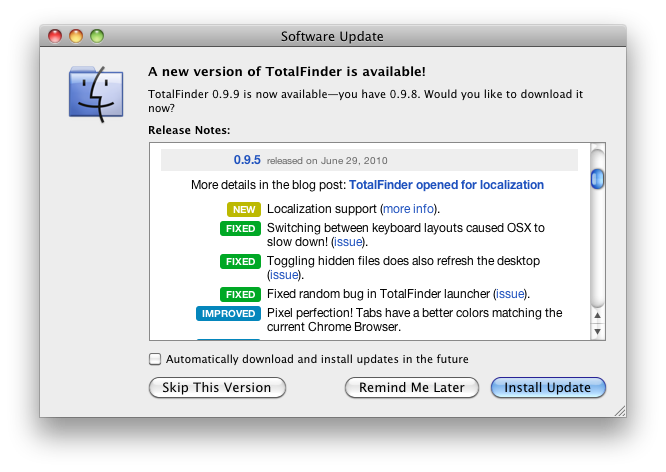 Software Update
A new version of TotalFinder is available!
TotalFinder 0.9.9 is now available—you have 0.9.8. Would you like to download it
now?
Release Notes:
0.9.5 released on June 29, 2010
More details in the blog post: TotalFinder opened for localization
NEW Localization support (more info).
FIXED Switching between keyboard layouts caused OSX to
slow down! (issue).
FIXED Toggling hidden files does also refresh the desktop
(issue).
FIXED Fixed random bug in TotalFinder launcher (issue).
IMPROVED Pixel perfection! Tabs have a better colors matching the
current Chrome Browser.
Automatically download and install updates in the future
Skip This Version Remind Me Later Install Update